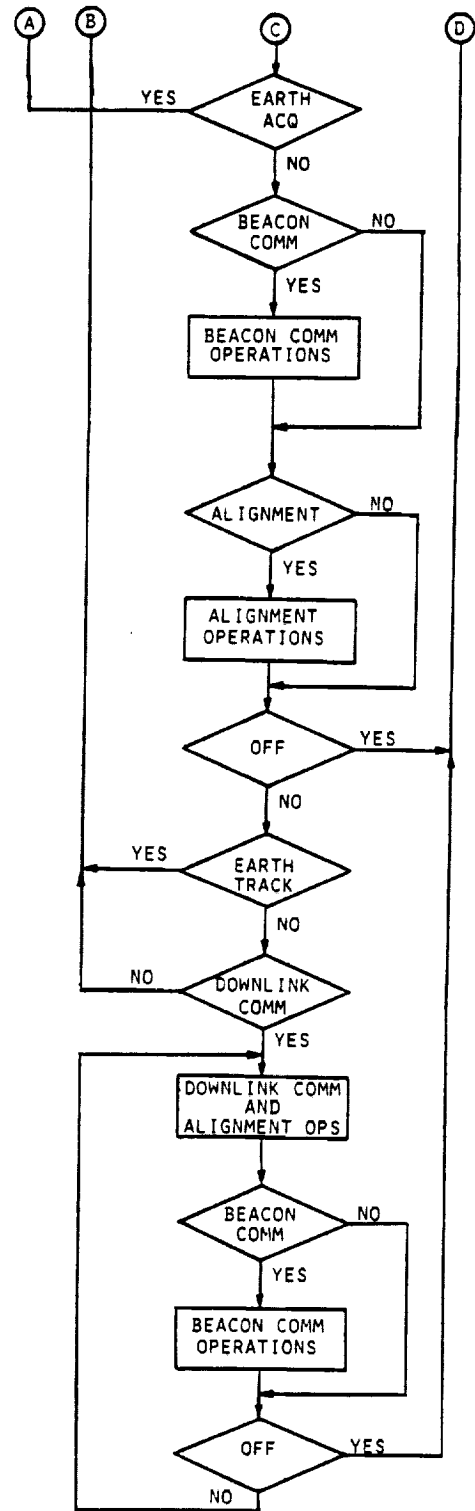 A
B
C
D
YES
EARTH
ACQ
NO
BEACON
COMM
NO
YES
BEACON COMM
OPERATIONS
ALIGNMENT
NO
YES
ALIGNMENT
OPERATIONS
OFF
YES
NO
YES
EARTH
TRACK
NO
NO
DOWNLINK
COMM
YES
DOWNLINK COMM
AND
ALIGNMENT OPS
BEACON
COMM
NO
YES
BEACON COMM
OPERATIONS
OFF
YES
NO